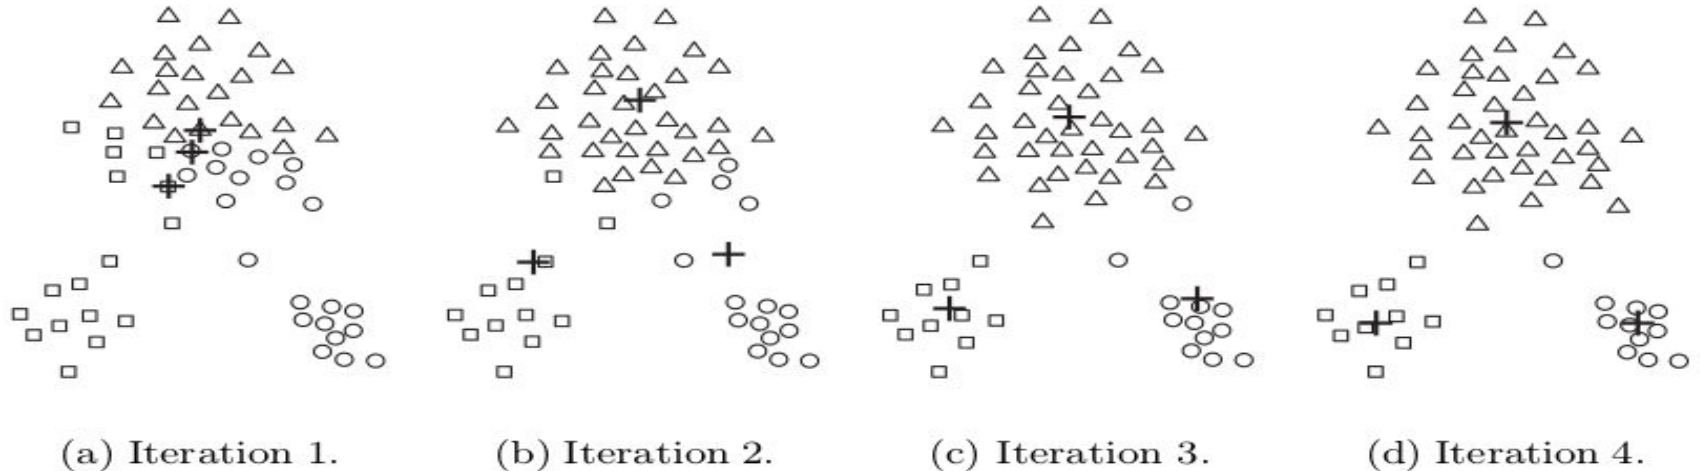 (a) Iteration 1.
(b) Iteration 2.
(c) Iteration 3.
(d) Iteration 4.